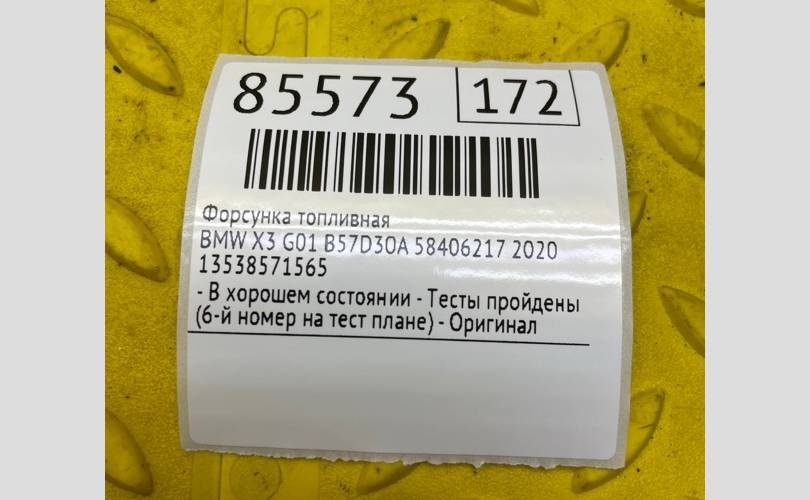 85573 172
Форсунка топливная
BMW X3 G01 B57D30A 58406217 2020
13538571565
- В хорошем состоянии - Тесты пройдены
(6-й номер на тест плане) - Оригинал